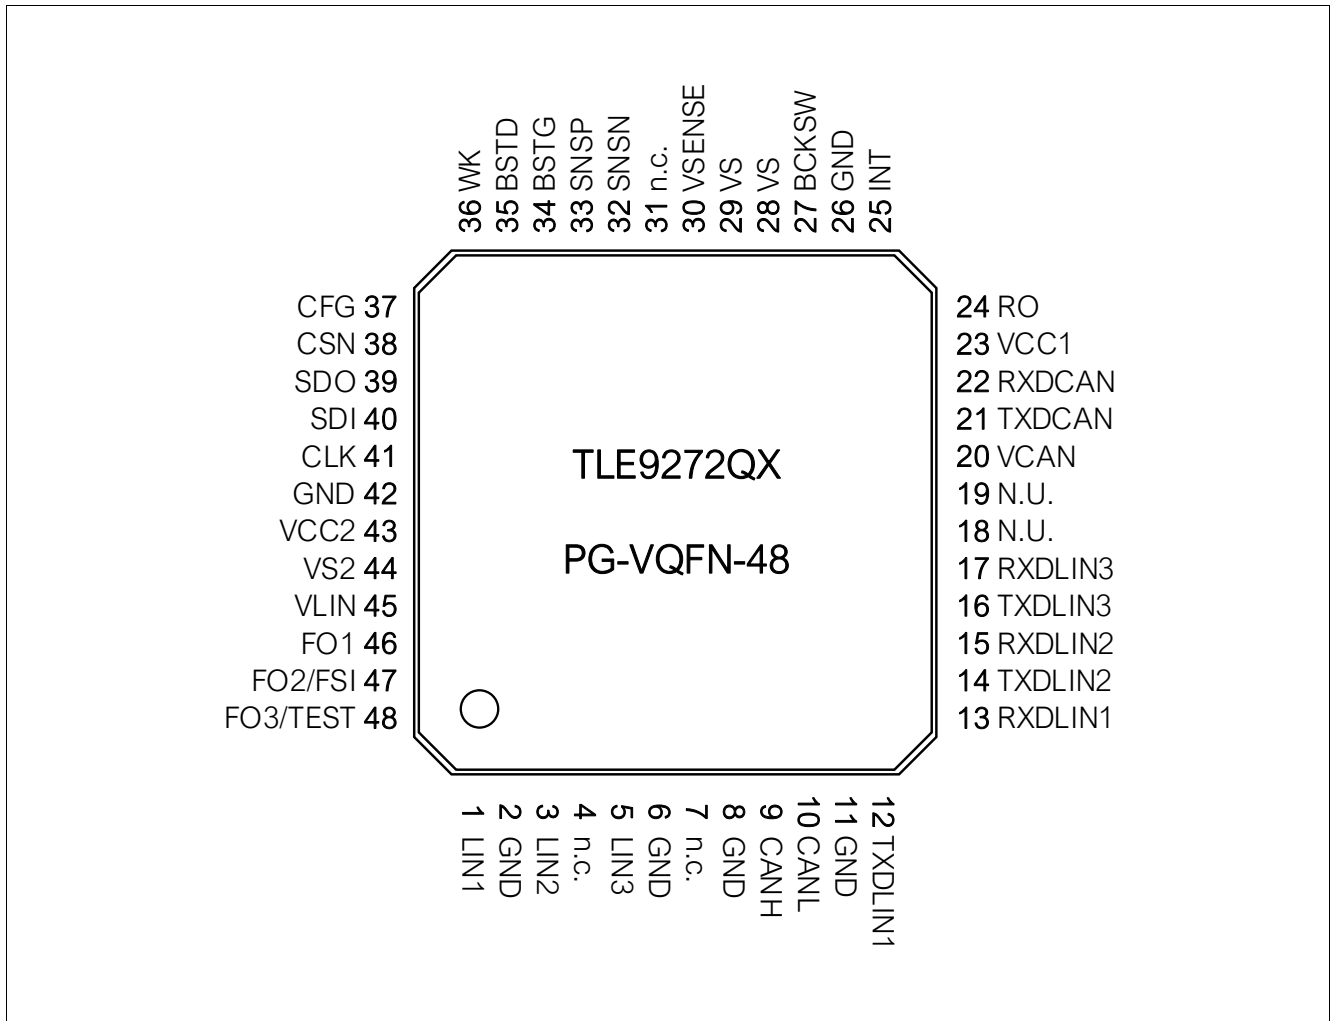 36 WK
35 BSTD
34 BSTG
33 SNSP
32 SNSN
31 n.c.
30 VSENSE
29 VS
28 VS
27 BCKSW
26 GND
25 INT
CFG 37
CSN 38
SDO 39
SDI 40
CLK 41
GND 42
VCC2 43
VS2 44
VLIN 45
FO1 46
FO2/FSI 47
FO3/TEST 48
TLE9272QX
PG-VQFN-48
24 RO
23 VCC1
22 RXDCAN
21 TXDCAN
20 VCAN
19 N.U.
18 N.U.
17 RXDLIN3
16 TXDLIN3
15 RXDLIN2
14 TXDLIN2
13 RXDLIN1
1 LIN1
2 GND
3 LIN2
4 n.c.
5 LIN3
6 GND
7 n.c.
8 GND
9 CANH
10 CANL
11 GND
12 TXDLIN1